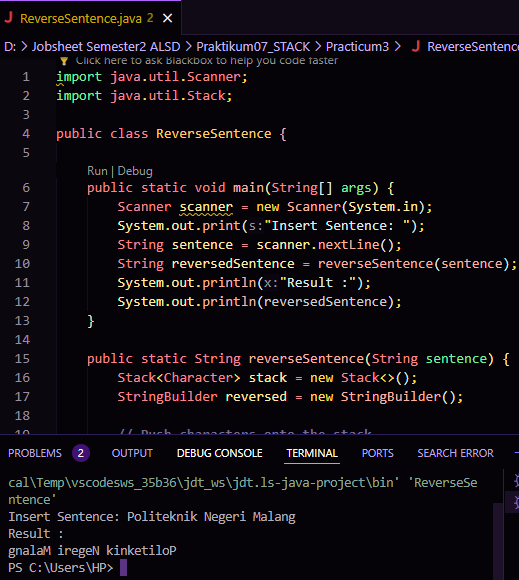 J ReverseSentence.java 2 ×
D: > Jobsheet Semester2 ALSD > Praktikum07_STACK > Practicum3 > J ReverseSentence
Click here to ask Blackbox to help you code faster
1 import java.util.Scanner;
2 import java.util.Stack;
3
4 public class ReverseSentence {
5
Run | Debug
6 public static void main(String[] args) {
7 Scanner scanner = new Scanner(System.in);
8 System.out.print(s:"Insert Sentence: ");
9 String sentence = scanner.nextLine();
10 String reversedSentence = reverseSentence(sentence);
11 System.out.println(x:"Result :");
12 System.out.println(reversedSentence);
13 }
14
15 public static String reverseSentence(String sentence) {
16 Stack<Character> stack = new Stack<>();
17 StringBuilder reversed = new StringBuilder();
18
19 // Push characters onto the stack
PROBLEMS 2 OUTPUT DEBUG CONSOLE TERMINAL PORTS SEARCH ERROR
cal\Temp\vscodesws_35b36\jdt_ws\jdt.ls-java-project\bin' 'ReverseSe
ntence'
Insert Sentence: Politeknik Negeri Malang
Result :
gnalaM iregeN kinketiloP
PS C:\Users\HP>